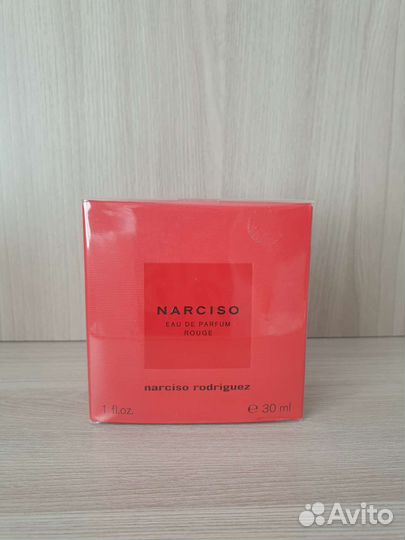 NARCISO
EAU DE PARFUM
ROUGE
narciso rodriguez
1 fl.oz. ℮ 30 ml
Avito